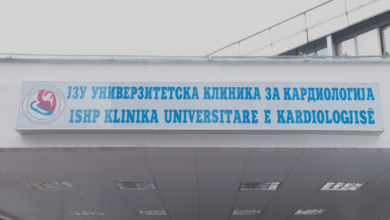 ЈЗУ УНИВЕРЗИТЕТСКА КЛИНИКА ЗА КАРДИОЛОГИЈА
ISHP KLINIKA UNIVERSITARE E KARDIOLOGJISË